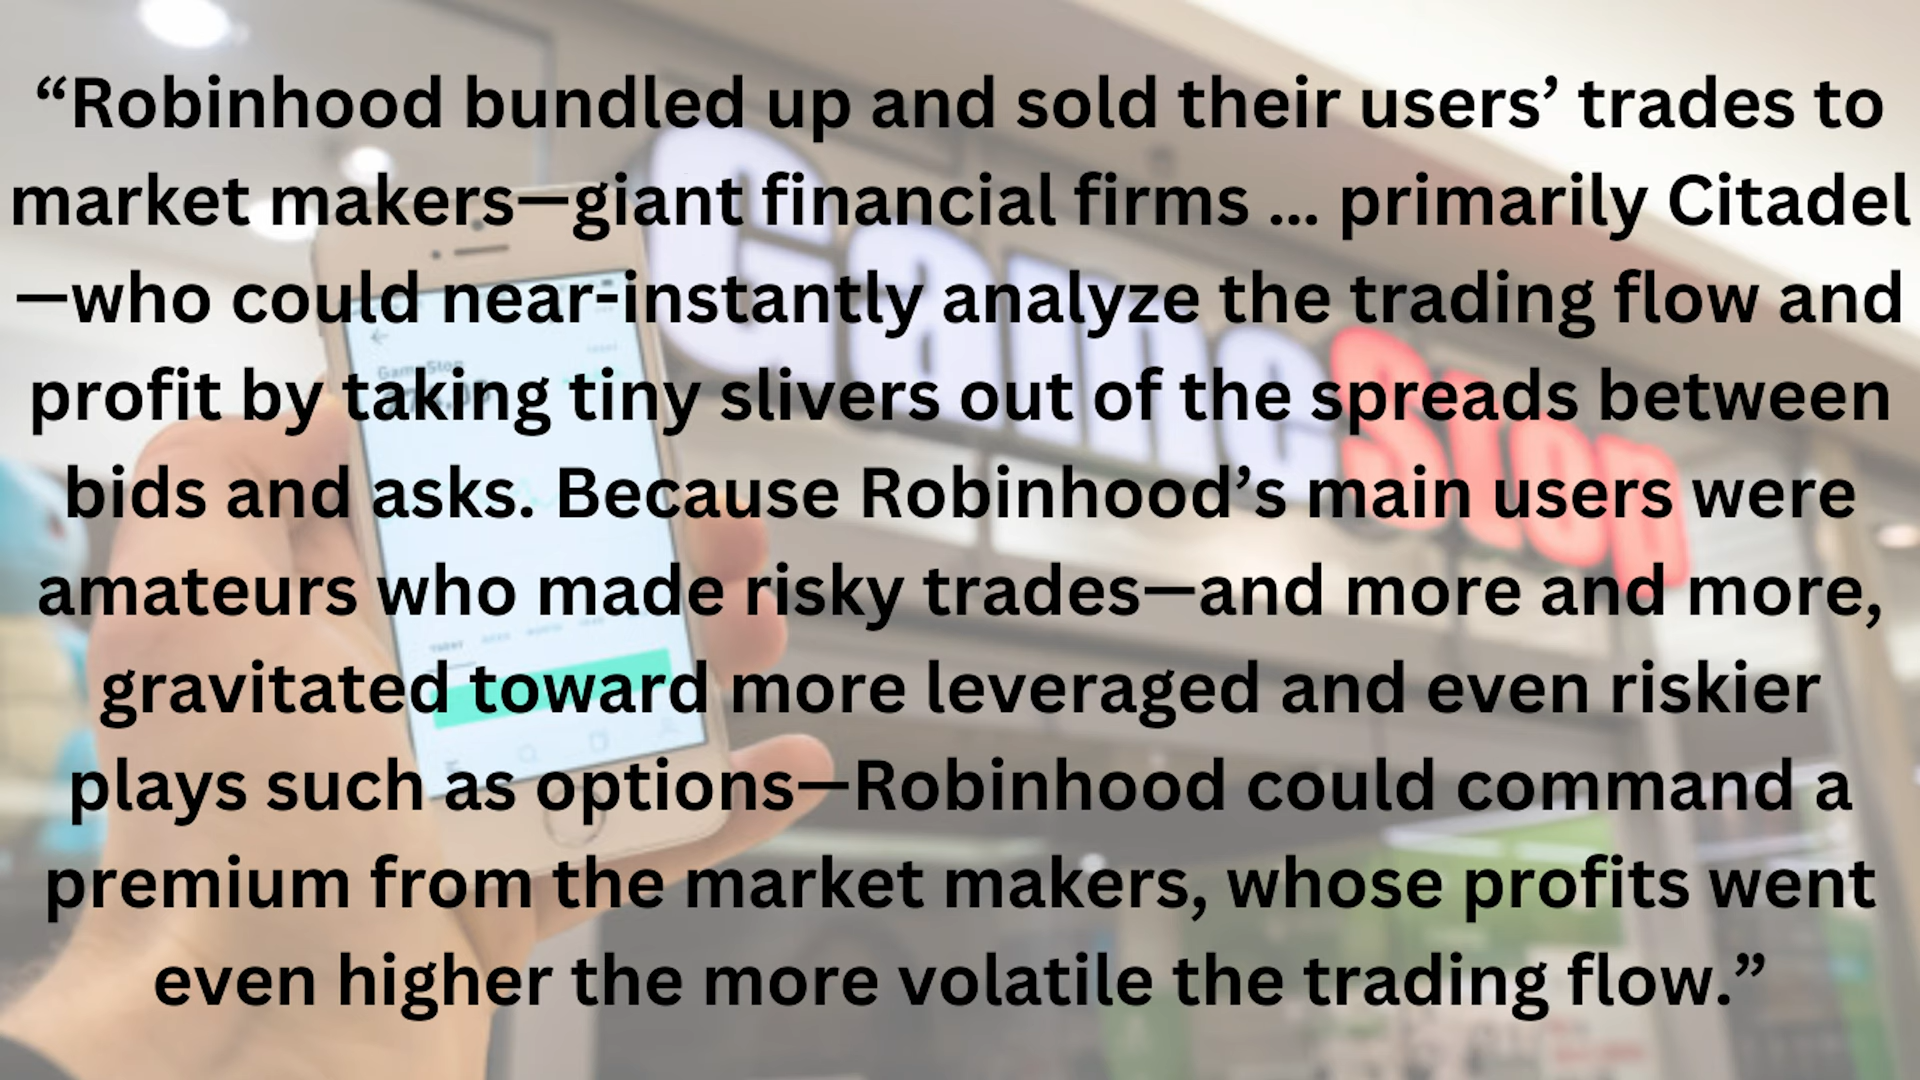 “Robinhood bundled up and sold their users’ trades to
market makers—giant financial firms ... primarily Citadel
—who could near-instantly analyze the trading flow and
profit by taking tiny slivers out of the spreads between
bids and asks. Because Robinhood’s main users were
amateurs who made risky trades—and more and more,
gravitated toward more leveraged and even riskier
plays such as options—Robinhood could command a
premium from the market makers, whose profits went
even higher the more volatile the trading flow.”
GameStop
GameStop
TODAY